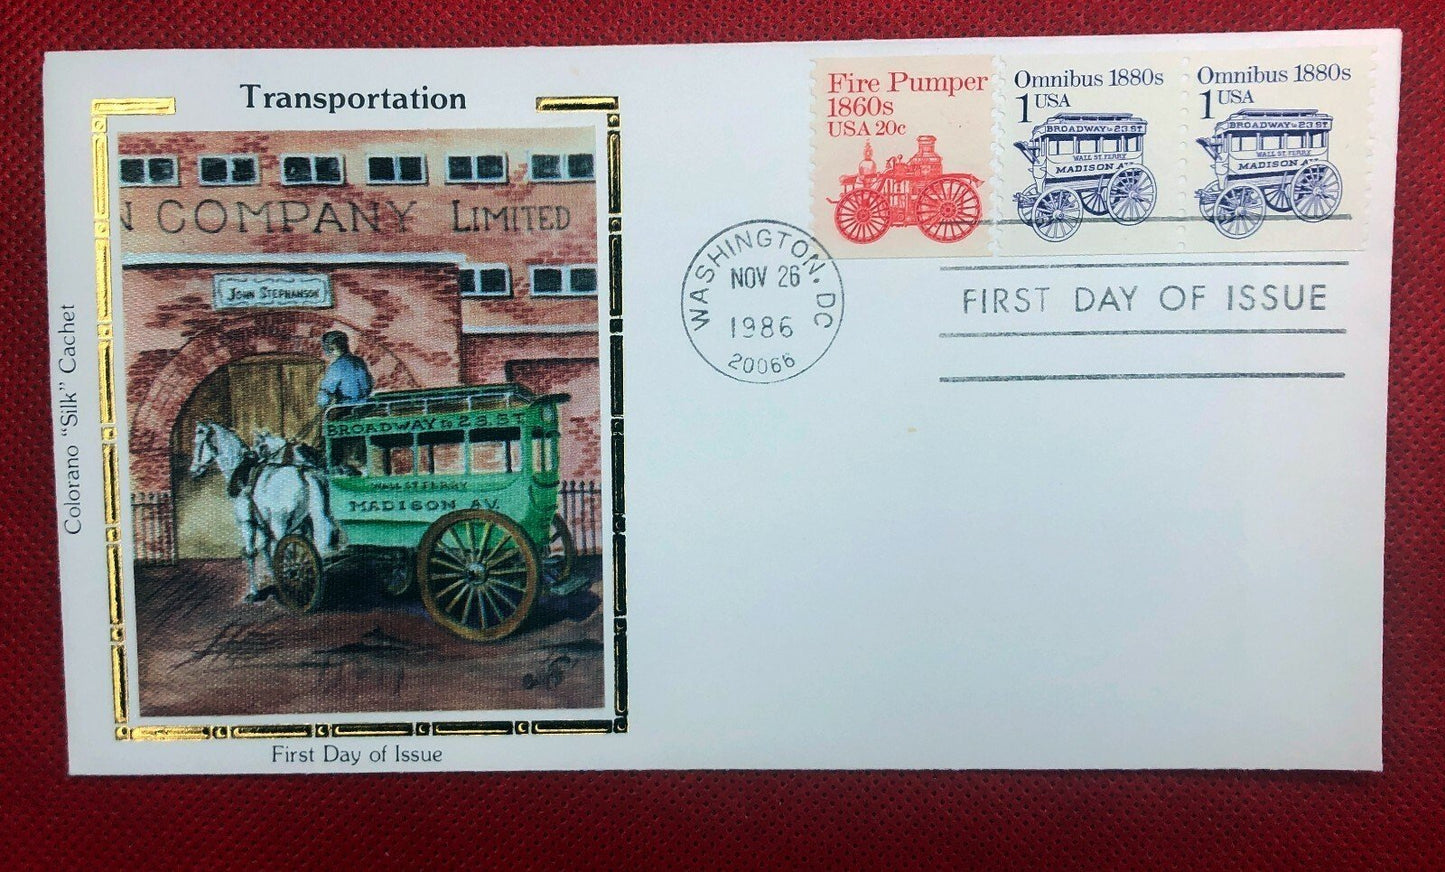 Transportation
N COMPANY LIMITED
JOHN STEPHANSON
BROADWAY to 23. ST
WALL ST. FERRY
MADISON AV.
Colorano "Silk" Cachet
First Day of Issue
Fire Pumper
1860s
USA 20c
Omnibus 1880s
1 USA
BROADWAY to 23 ST.
WALL ST. FERRY
MADISON AV.
Omnibus 1880s
1 USA
BROADWAY to 23 ST.
WALL ST. FERRY
MADISON AV.
WASHINGTON, DC
NOV 26
1986
20066
FIRST DAY OF ISSUE